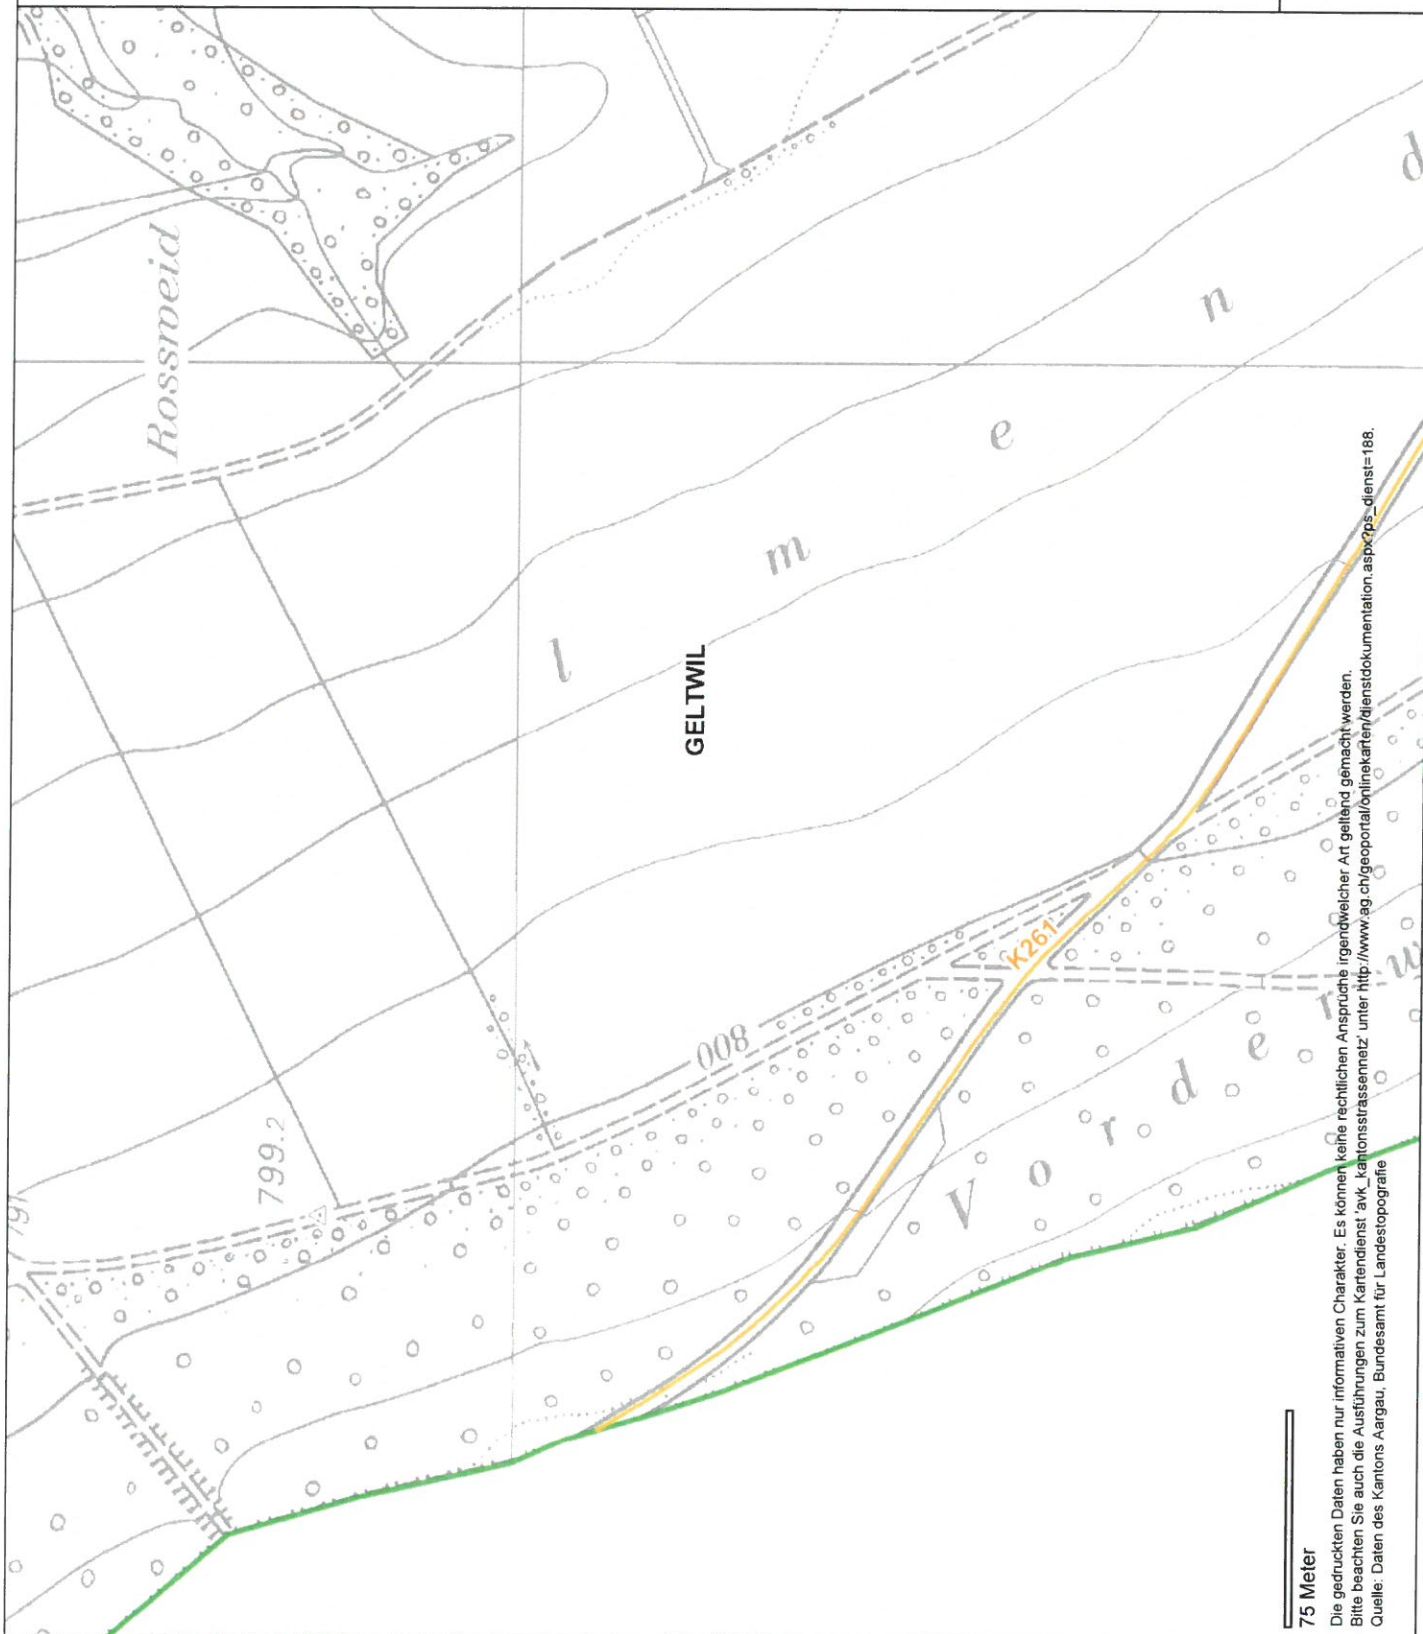 Rossweid
l m e n d
GELTWIL
800
799.2
797
K261
V o r d e r w
75 Meter
Die gedruckten Daten haben nur informativen Charakter. Es können keine rechtlichen Ansprüche irgendwelcher Art geltend gemacht werden.
Bitte beachten Sie auch die Ausführungen zum Kartendienst 'avk_kantonsstrassennetz' unter http://www.ag.ch/geoportal/onlinekarten/dienstdokumentation.aspx?ps_dienst=188.
Quelle: Daten des Kantons Aargau, Bundesamt für Landestopografie